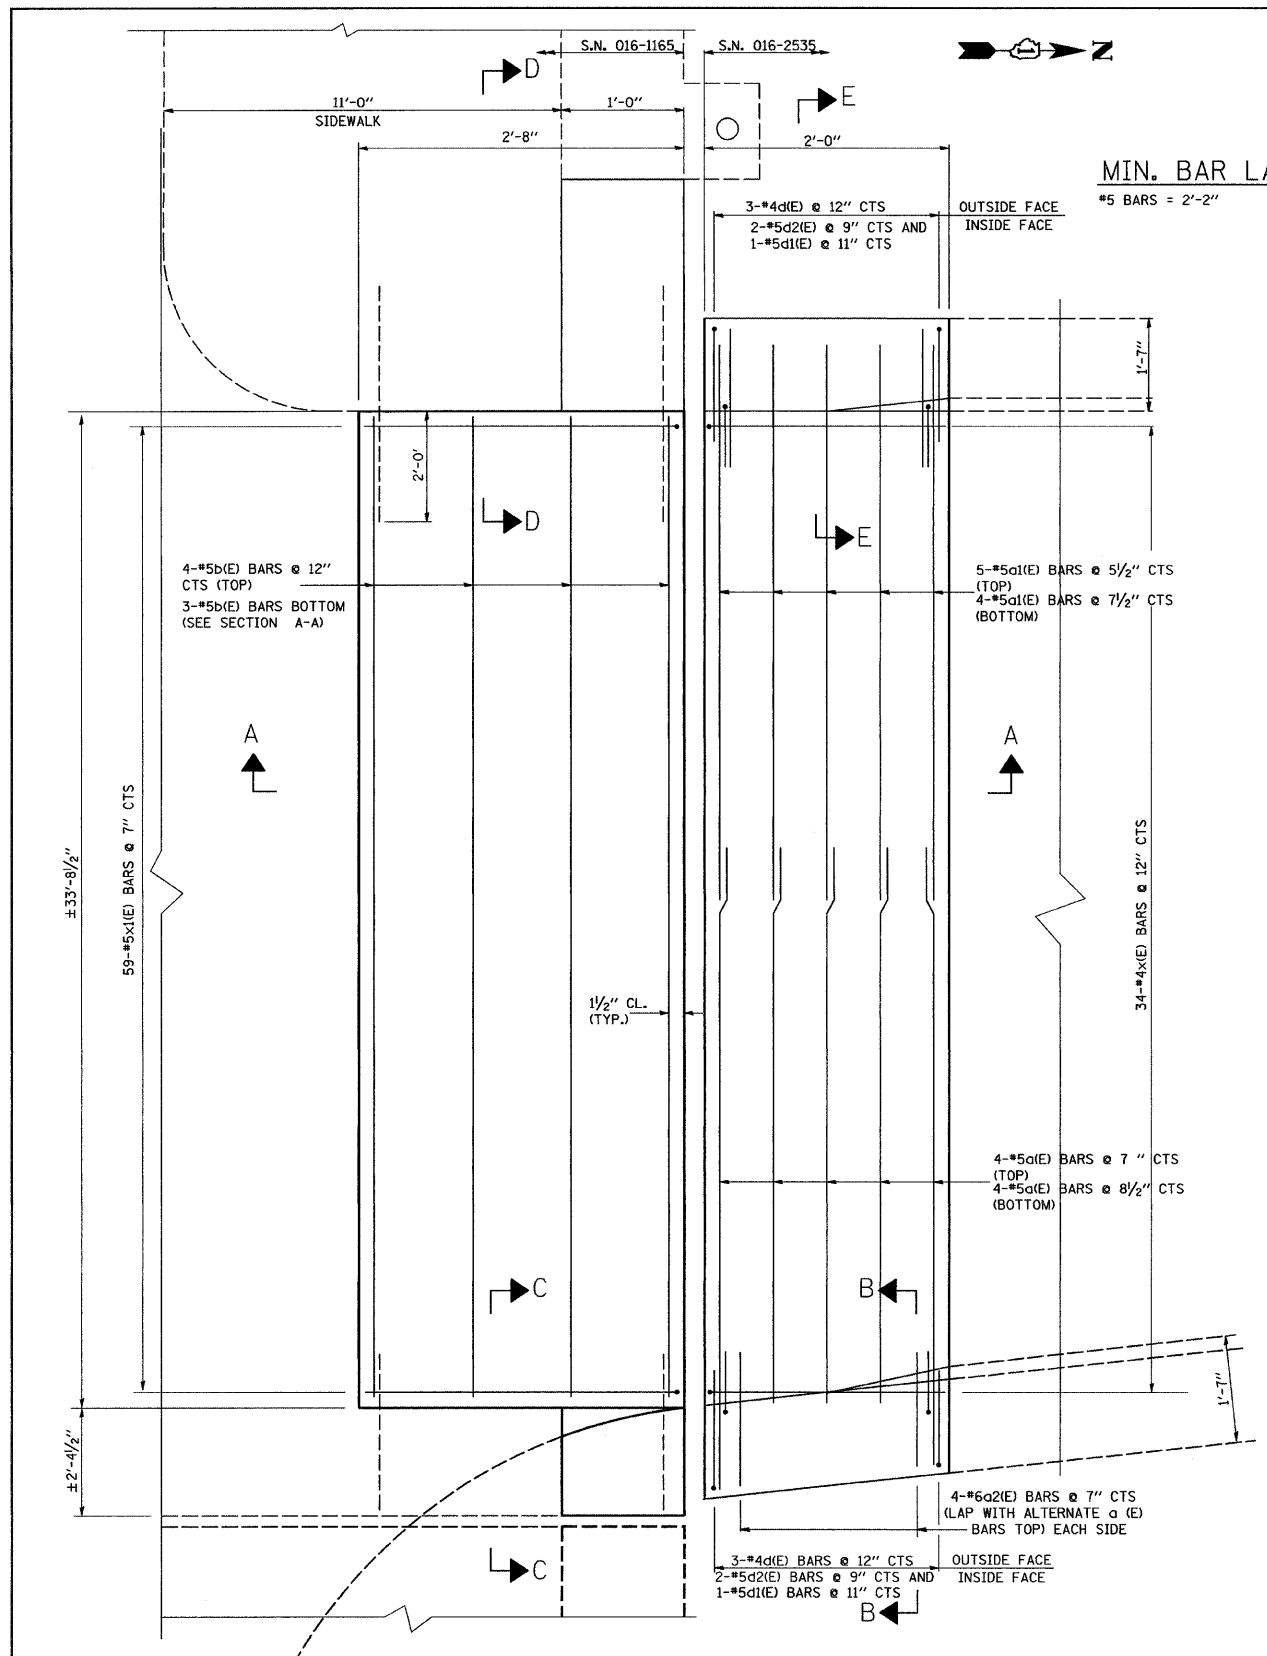 S.N. 016-1165
S.N. 016-2535
N
D
E
11'-0"
SIDEWALK
1'-0"
2'-8"
2'-0"
MIN. BAR LA
#5 BARS = 2'-2"
3-#4d(E) @ 12" CTS
OUTSIDE FACE
2-#5d2(E) @ 9" CTS AND
1-#5d1(E) @ 11" CTS
INSIDE FACE
1'-7"
2'-0'
D
E
4-#5b(E) BARS @ 12"
CTS (TOP)
3-#5b(E) BARS BOTTOM
(SEE SECTION A-A)
5-#5a1(E) BARS @ 5½" CTS
(TOP)
4-#5a1(E) BARS @ 7½" CTS
(BOTTOM)
A
A
59-#5x1(E) BARS @ 7" CTS
±33'-8½"
34-#4x(E) BARS @ 12" CTS
1½" CL.
(TYP.)
4-#5a(E) BARS @ 7 " CTS
(TOP)
4-#5a(E) BARS @ 8½" CTS
(BOTTOM)
C
B
1'-7"
±2'-4½"
4-#6a2(E) BARS @ 7" CTS
(LAP WITH ALTERNATE a (E)
BARS TOP) EACH SIDE
C
3-#4d(E) BARS @ 12" CTS
OUTSIDE FACE
2-#5d2(E) BARS @ 9" CTS AND
1-#5d1(E) BARS @ 11" CTS
INSIDE FACE
B